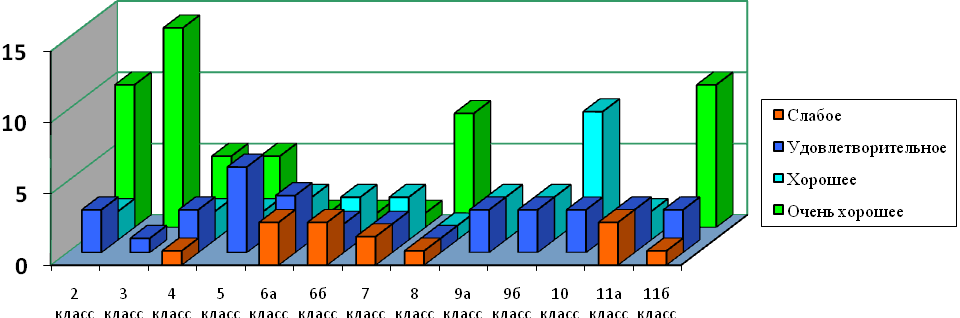 15
10
5
0
2 3 4 5 6а 6б 7 8 9а 9б 10 11а 11б
класс класс класс класс класс класс класс класс класс класс класс класс класс
Слабое
Удовлетворительное
Хорошее
Очень хорошее